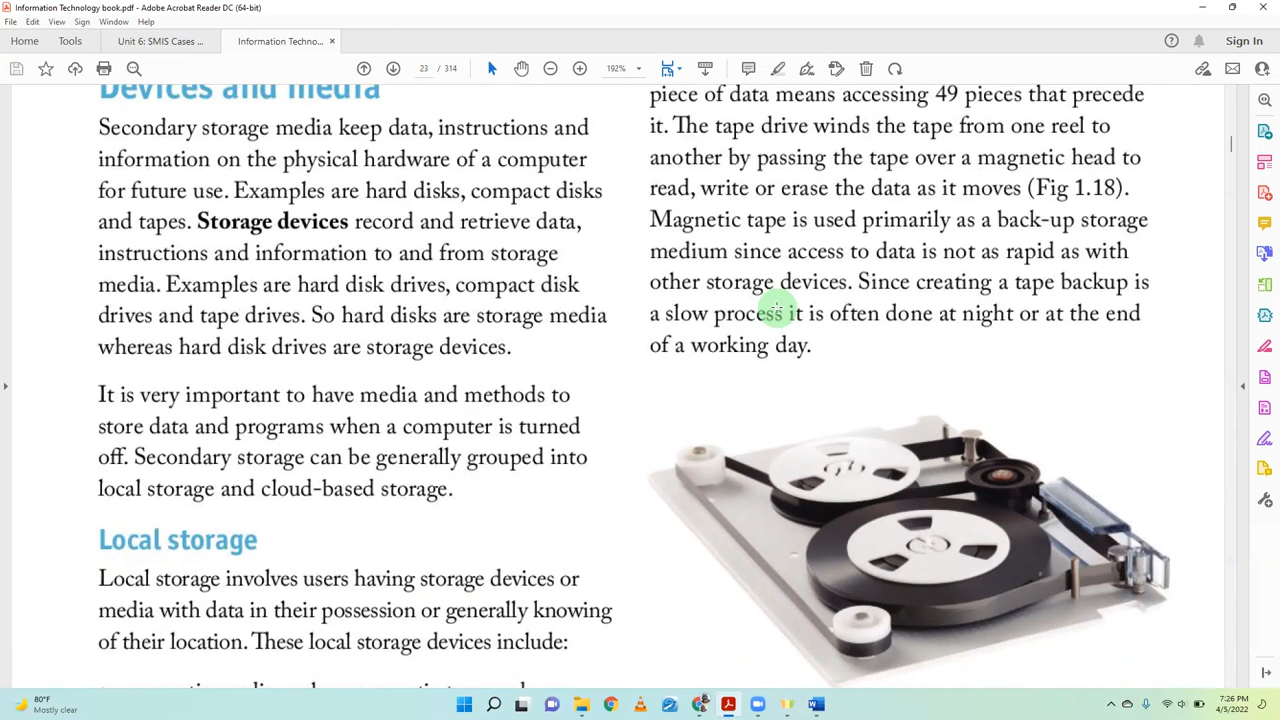 Information Technology book.pdf - Adobe Acrobat Reader DC (64-bit)
File Edit View Sign Window Help
Home Tools Unit 6: SMIS Cases ... Information Techno... × Sign In
23 / 314 192%
Devices and media
Secondary storage media keep data, instructions and
information on the physical hardware of a computer
for future use. Examples are hard disks, compact disks
and tapes. Storage devices record and retrieve data,
instructions and information to and from storage
media. Examples are hard disk drives, compact disk
drives and tape drives. So hard disks are storage media
whereas hard disk drives are storage devices.
It is very important to have media and methods to
store data and programs when a computer is turned
off. Secondary storage can be generally grouped into
local storage and cloud-based storage.
Local storage
Local storage involves users having storage devices or
media with data in their possession or generally knowing
of their location. These local storage devices include:
piece of data means accessing 49 pieces that precede
it. The tape drive winds the tape from one reel to
another by passing the tape over a magnetic head to
read, write or erase the data as it moves (Fig 1.18).
Magnetic tape is used primarily as a back-up storage
medium since access to data is not as rapid as with
other storage devices. Since creating a tape backup is
a slow process it is often done at night or at the end
of a working day.
80°F
Mostly clear
7:26 PM
4/5/2022